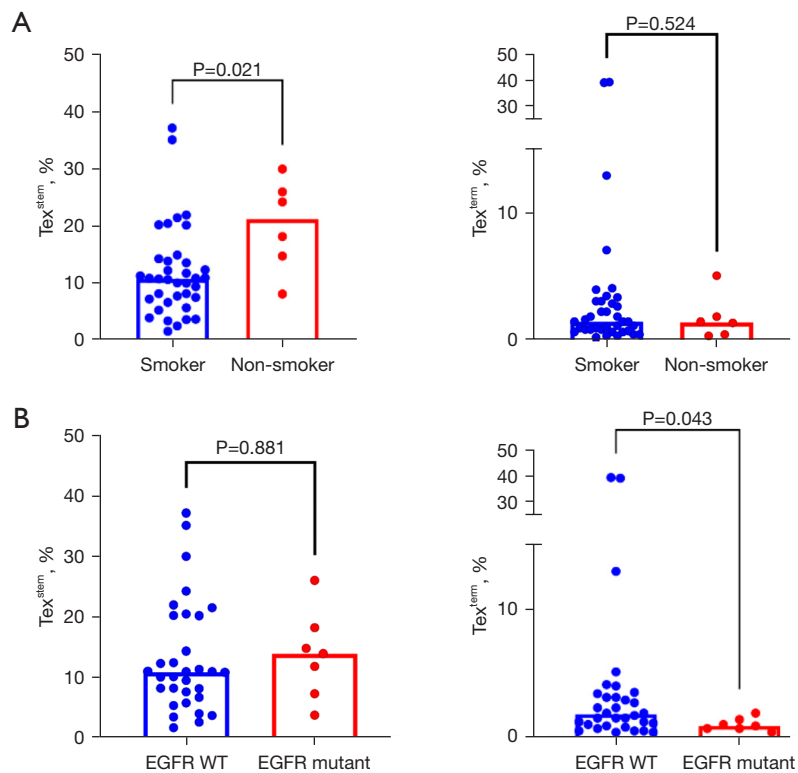 A
P=0.021
50
40
30
20
10
0
Tex^stem, %
Smoker Non-smoker
P=0.524
50
40
30
10
0
Tex^term, %
Smoker Non-smoker
B
P=0.881
50
40
30
20
10
0
Tex^stem, %
EGFR WT EGFR mutant
P=0.043
50
40
30
10
0
Tex^term, %
EGFR WT EGFR mutant